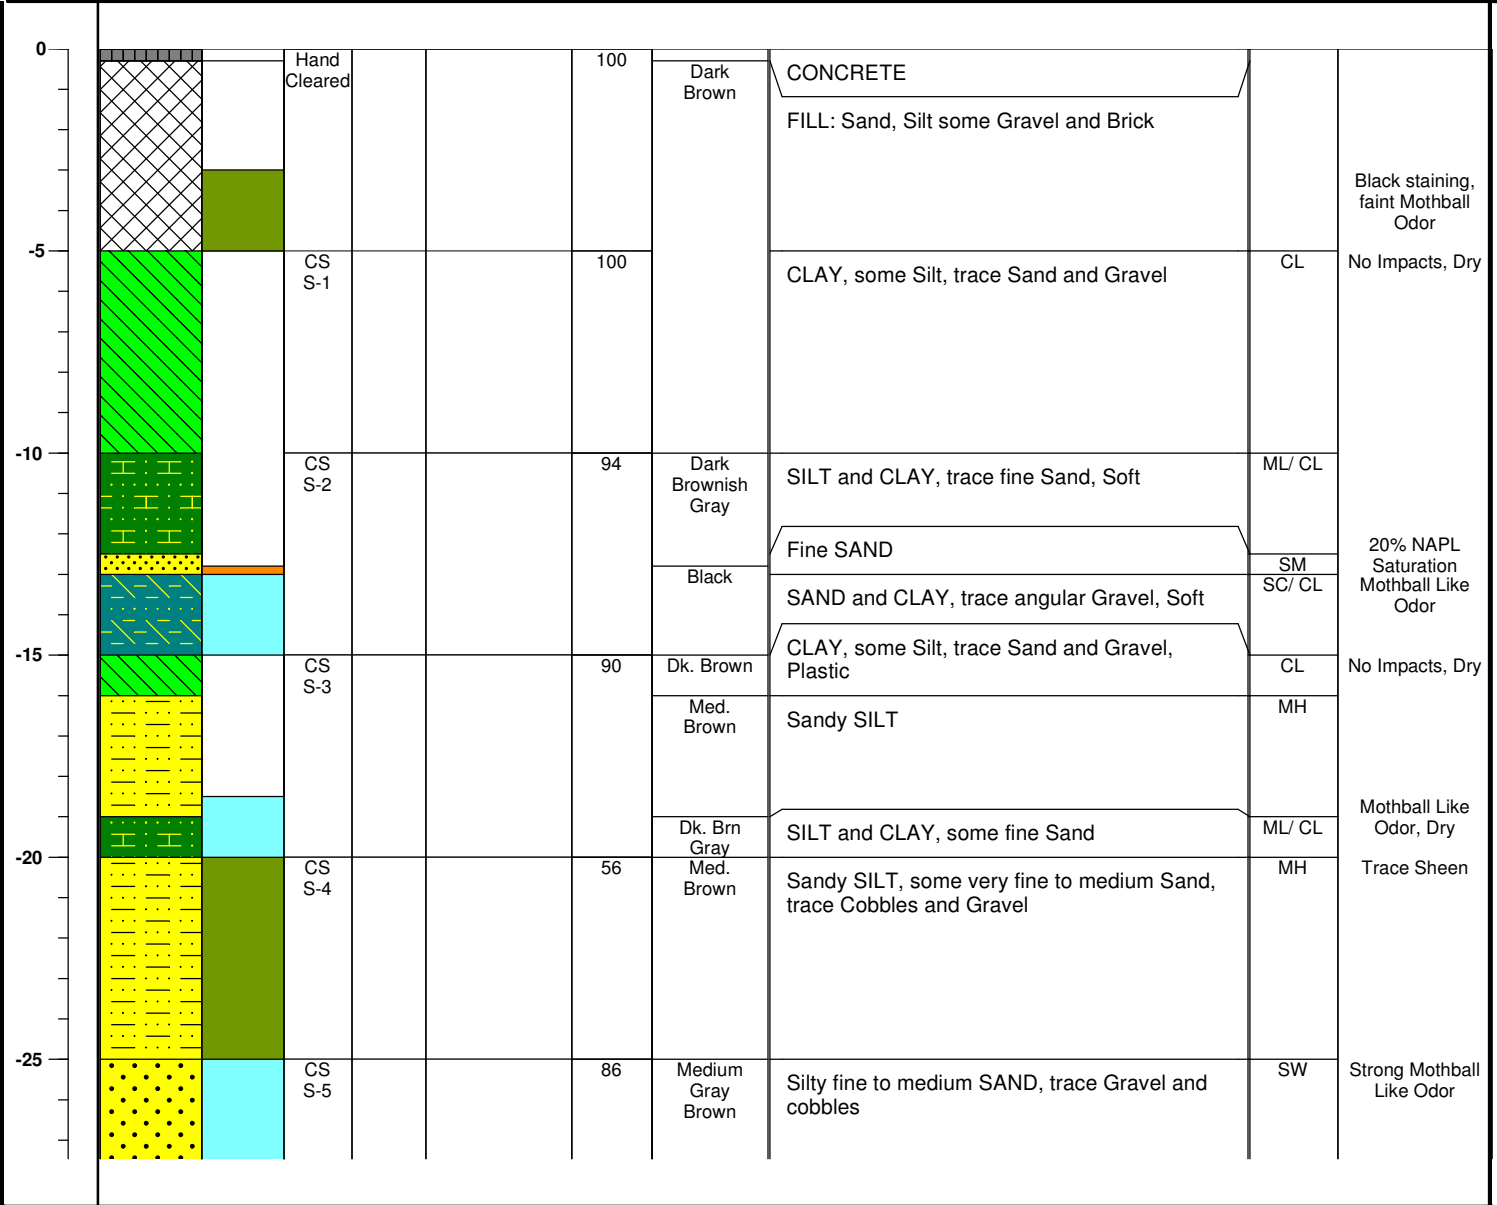 0
Hand
Cleared
100
Dark
Brown
CONCRETE
FILL: Sand, Silt some Gravel and Brick
Black staining,
faint Mothball
Odor
-5
CS
S-1
100
CLAY, some Silt, trace Sand and Gravel
CL
No Impacts, Dry
-10
CS
S-2
94
Dark
Brownish
Gray
SILT and CLAY, trace fine Sand, Soft
ML/ CL
Fine SAND
SM
20% NAPL
Saturation
Black
SAND and CLAY, trace angular Gravel, Soft
SC/ CL
Mothball Like
Odor
-15
CS
S-3
90
Dk. Brown
CLAY, some Silt, trace Sand and Gravel,
Plastic
CL
No Impacts, Dry
Med.
Brown
Sandy SILT
MH
Mothball Like
Odor, Dry
Dk. Brn
Gray
SILT and CLAY, some fine Sand
ML/ CL
-20
CS
S-4
56
Med.
Brown
Sandy SILT, some very fine to medium Sand,
trace Cobbles and Gravel
MH
Trace Sheen
-25
CS
S-5
86
Medium
Gray
Brown
Silty fine to medium SAND, trace Gravel and
cobbles
SW
Strong Mothball
Like Odor